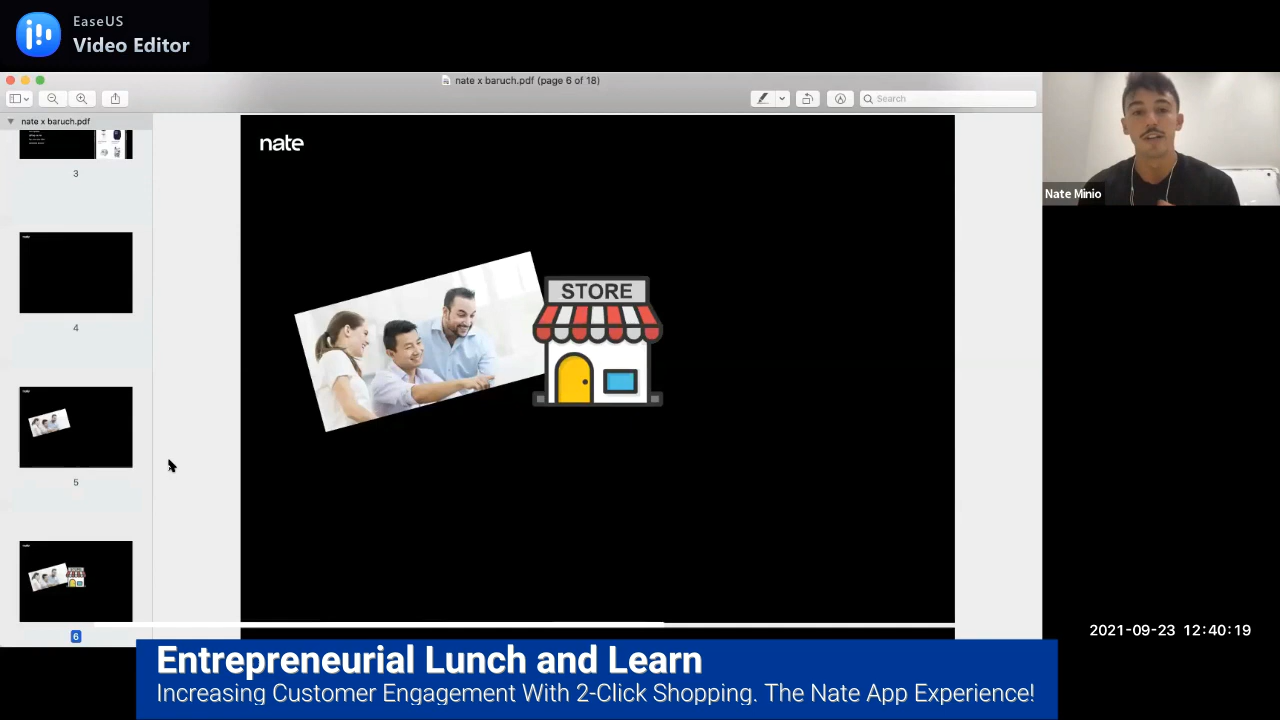 EaseUS
Video Editor
nate x baruch.pdf (page 6 of 18)
Search
nate x baruch.pdf
3
4
5
6
nate
STORE
Nate Minio
2021-09-23 12:40:19
Entrepreneurial Lunch and Learn
Increasing Customer Engagement With 2-Click Shopping. The Nate App Experience!